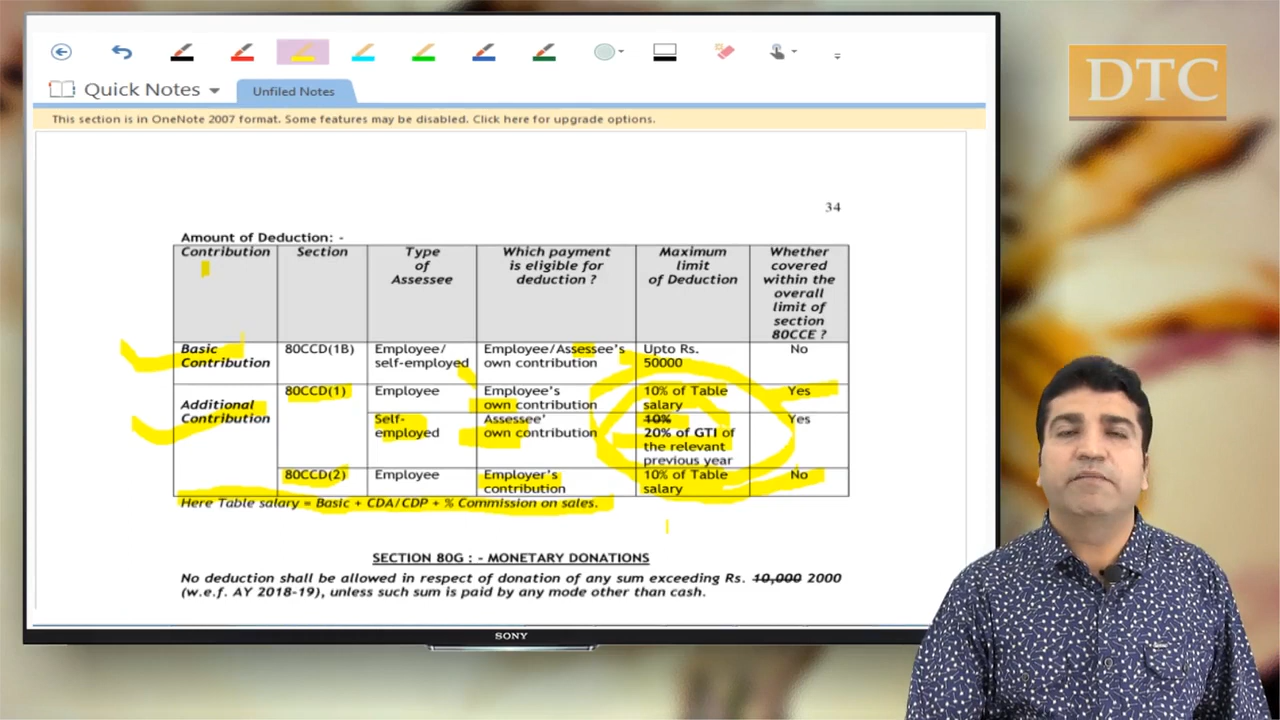 DTC
Quick Notes
Unfiled Notes
This section is in OneNote 2007 format. Some features may be disabled. Click here for upgrade options.
34
Amount of Deduction: -
Contribution
Section
Type
of
Assessee
Which payment
is eligible for
deduction ?
Maximum
limit
of Deduction
Whether
covered
within the
overall
limit of
section
80CCE ?
Basic
Contribution
80CCD(1B)
Employee/
self-employed
Employee/Assessee's
own contribution
Upto Rs.
50000
No
Additional
Contribution
80CCD(1)
Employee
Employee's
own contribution
10% of Table
salary
Yes
Self-
employed
Assessee'
own contribution
10%
20% of GTI of
the relevant
previous year
Yes
80CCD(2)
Employee
Employer's
contribution
10% of Table
salary
No
Here Table salary = Basic + CDA/CDP + % Commission on sales.
SECTION 80G : - MONETARY DONATIONS
No deduction shall be allowed in respect of donation of any sum exceeding Rs. 10,000 2000
(w.e.f. AY 2018-19), unless such sum is paid by any mode other than cash.
SONY